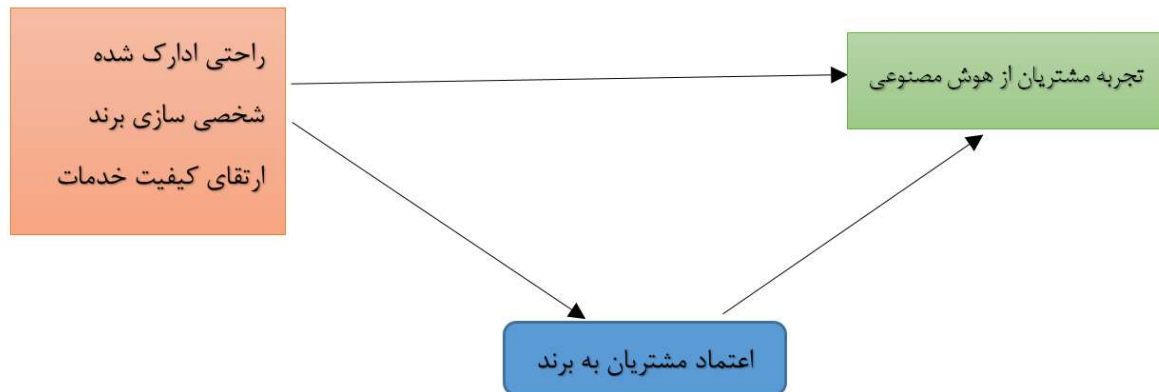 راحتی ادارک شده
شخصی سازی برند
ارتقای کیفیت خدمات
تجربه مشتریان از هوش مصنوعی
اعتماد مشتریان به برند